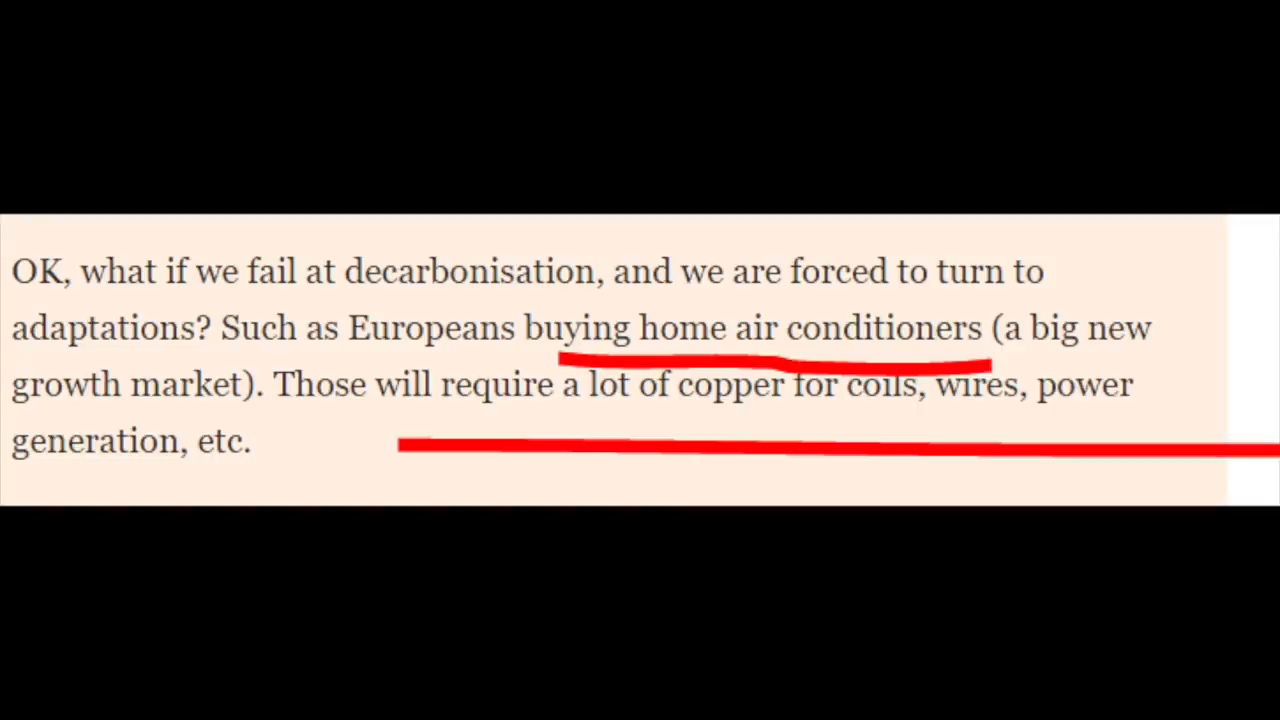 OK, what if we fail at decarbonisation, and we are forced to turn to
adaptations? Such as Europeans buying home air conditioners (a big new
growth market). Those will require a lot of copper for coils, wires, power
generation, etc.